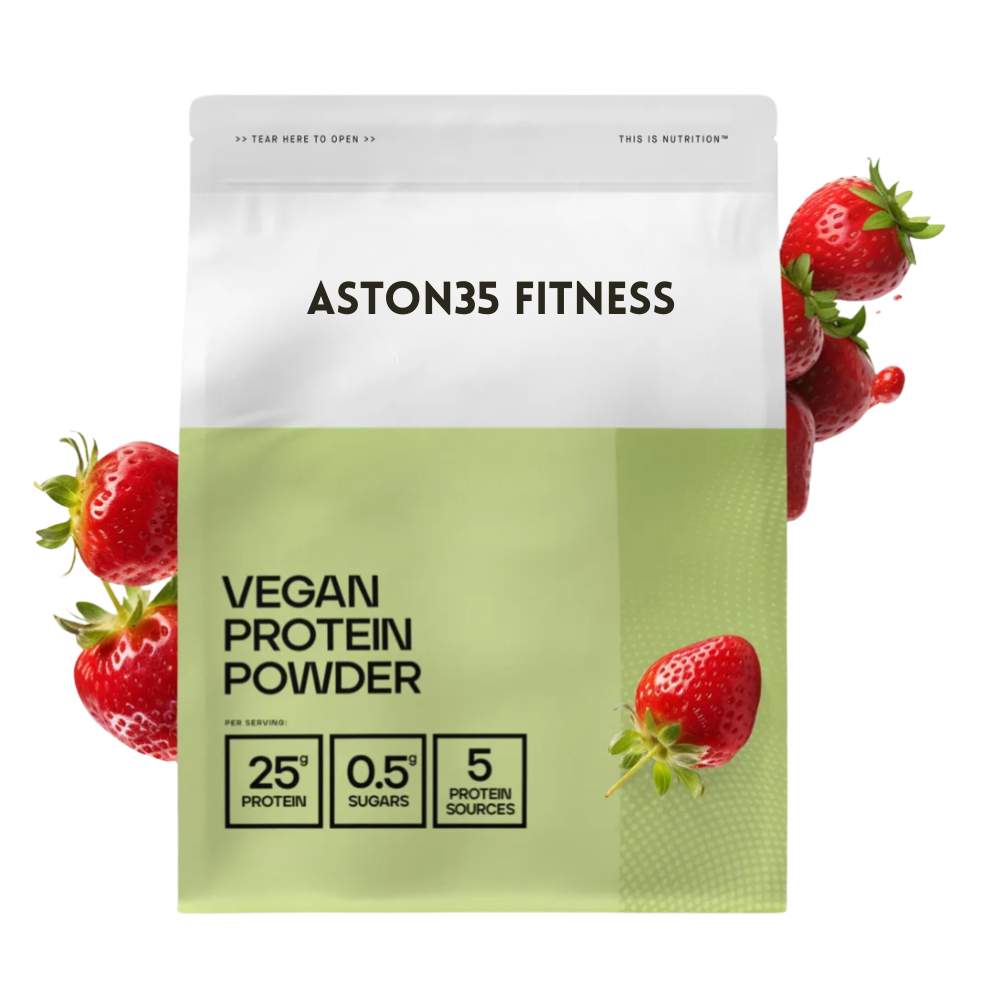 >> TEAR HERE TO OPEN >>
THIS IS NUTRITION™
ASTON35 FITNESS
VEGAN
PROTEIN
POWDER
PER SERVING:
25g
PROTEIN
0.5g
SUGARS
5
PROTEIN
SOURCES